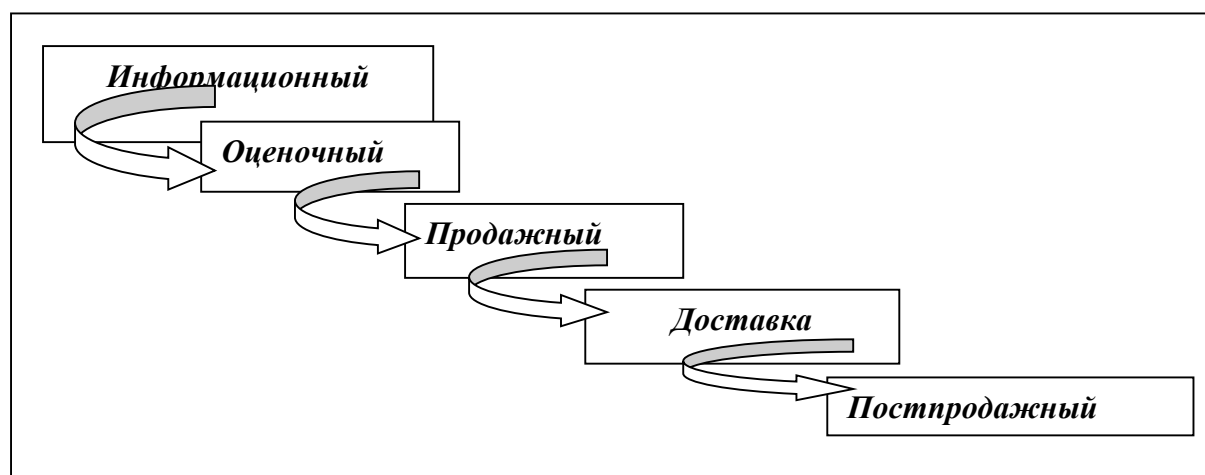 Информационный
Оценочный
Продажный
Доставка
Постпродажный